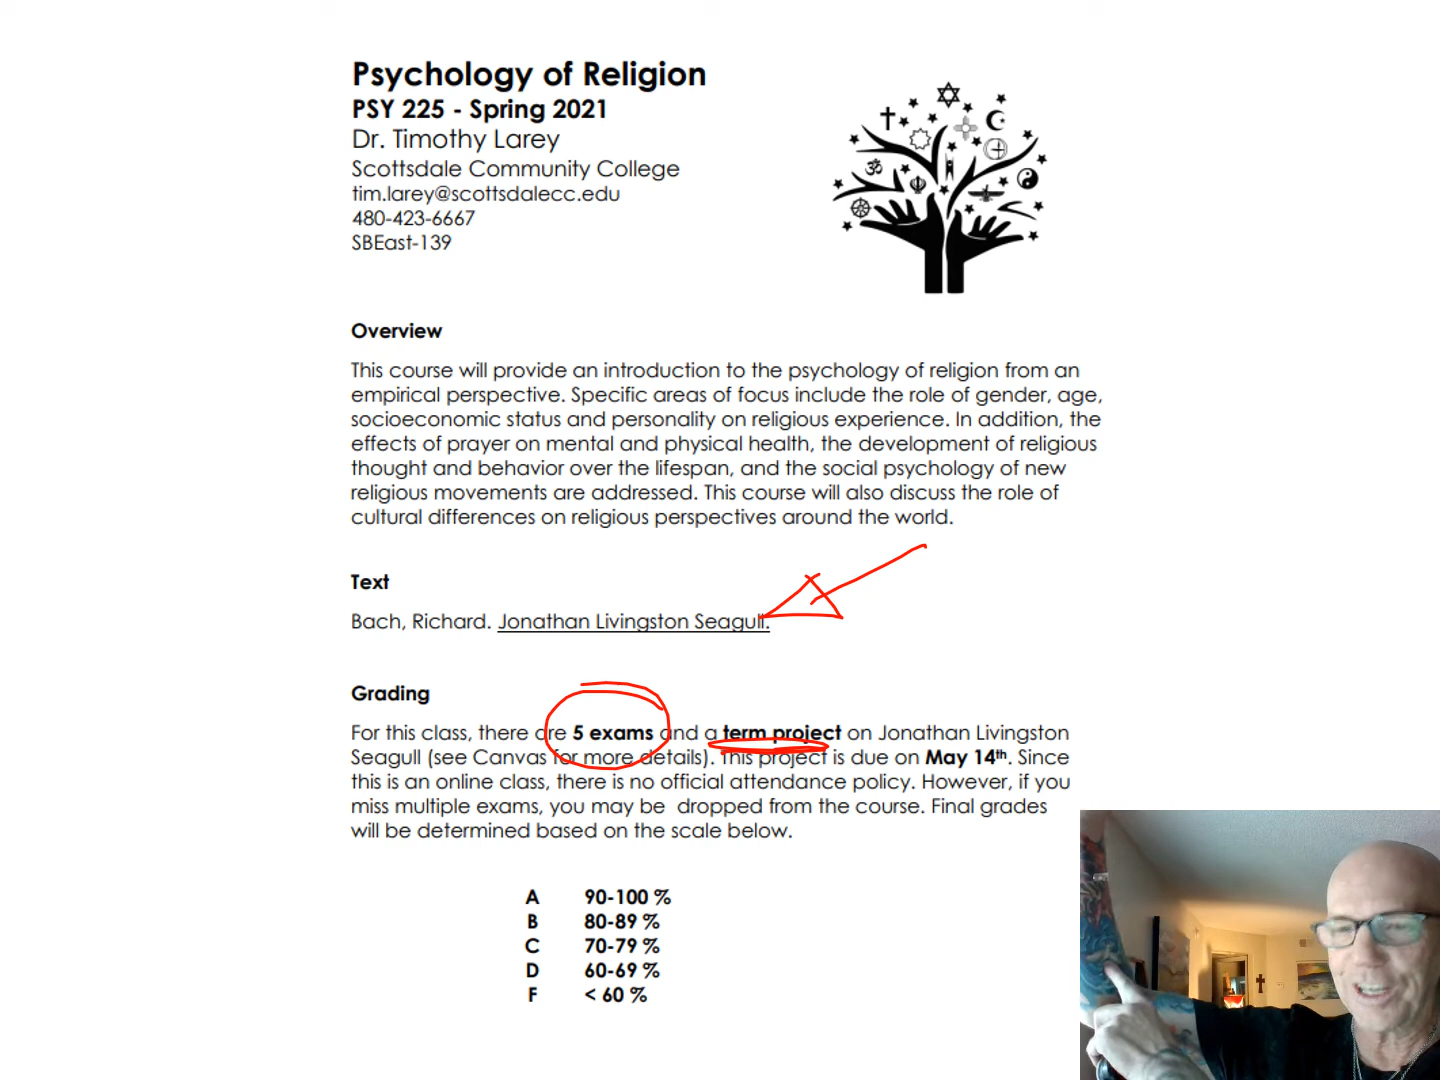 Psychology of Religion
PSY 225 - Spring 2021
Dr. Timothy Larey
Scottsdale Community College
tim.larey@scottsdalecc.edu
480-423-6667
SBEast-139
Overview
This course will provide an introduction to the psychology of religion from an
empirical perspective. Specific areas of focus include the role of gender, age,
socioeconomic status and personality on religious experience. In addition, the
effects of prayer on mental and physical health, the development of religious
thought and behavior over the lifespan, and the social psychology of new
religious movements are addressed. This course will also discuss the role of
cultural differences on religious perspectives around the world.
Text
Bach, Richard. Jonathan Livingston Seagull.
Grading
For this class, there are 5 exams and a term project on Jonathan Livingston
Seagull (see Canvas for more details). This project is due on May 14th. Since
this is an online class, there is no official attendance policy. However, if you
miss multiple exams, you may be dropped from the course. Final grades
will be determined based on the scale below.
A 90-100 %
B 80-89 %
C 70-79 %
D 60-69 %
F < 60 %